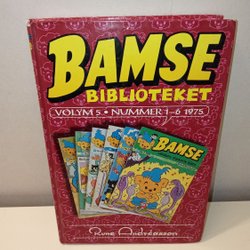 BAMSE
BIBLIOTEKET
VOLYM 5 • NUMMER 1-6 1975
BAMSE
Rune Andréasson